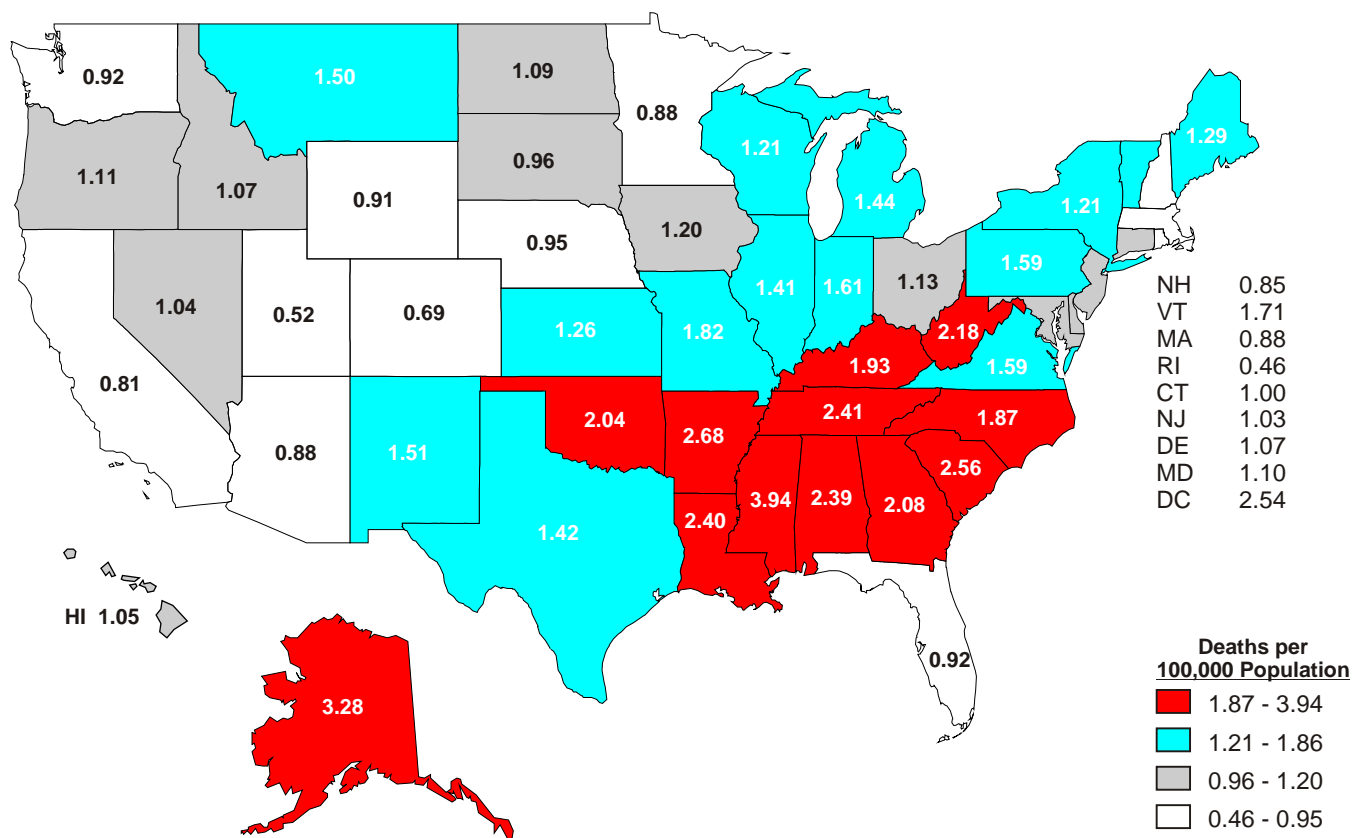 1.50
1.09
0.92
0.88
1.29
1.21
0.96
1.11
1.07
0.91
1.44
1.21
1.20
0.95
1.59
1.13
1.04
0.52
0.69
1.41
1.61
1.26
1.82
2.18
1.59
1.93
0.81
1.87
2.41
2.04
2.68
0.88
1.51
2.56
3.94
2.39
2.08
2.40
1.42
NH 0.85
VT 1.71
MA 0.88
RI 0.46
CT 1.00
NJ 1.03
DE 1.07
MD 1.10
DC 2.54
HI 1.05
3.28
0.92
Deaths per
100,000 Population
1.87 - 3.94
1.21 - 1.86
0.96 - 1.20
0.46 - 0.95